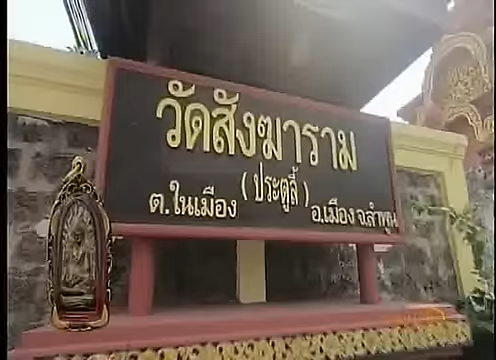 วัดสังฆาราม
(ประตูลี้)
ต.ในเมือง อ.เมือง จ.ลำพูน